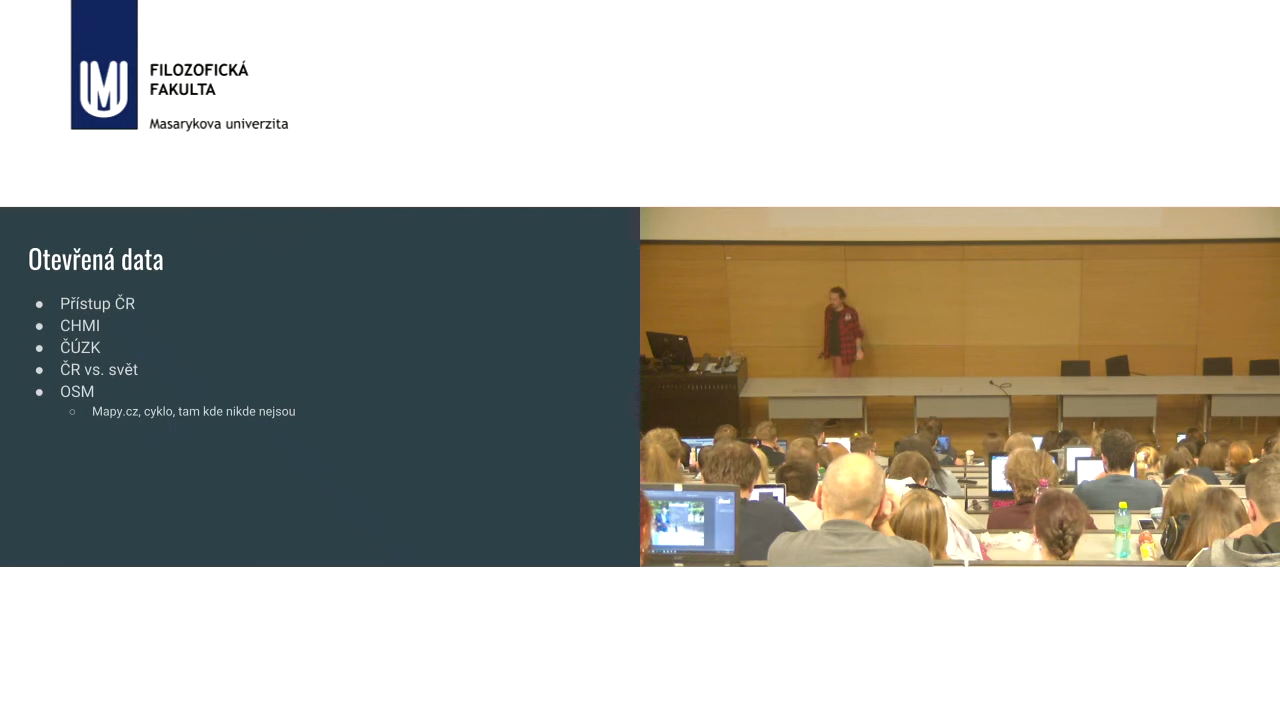 FILOZOFICKÁ
FAKULTA
Masarykova univerzita
Otevřená data
● Přístup ČR
● CHMI
● ČÚZK
● ČR vs. svět
● OSM
○ Mapy.cz, cyklo, tam kde nikde nejsou